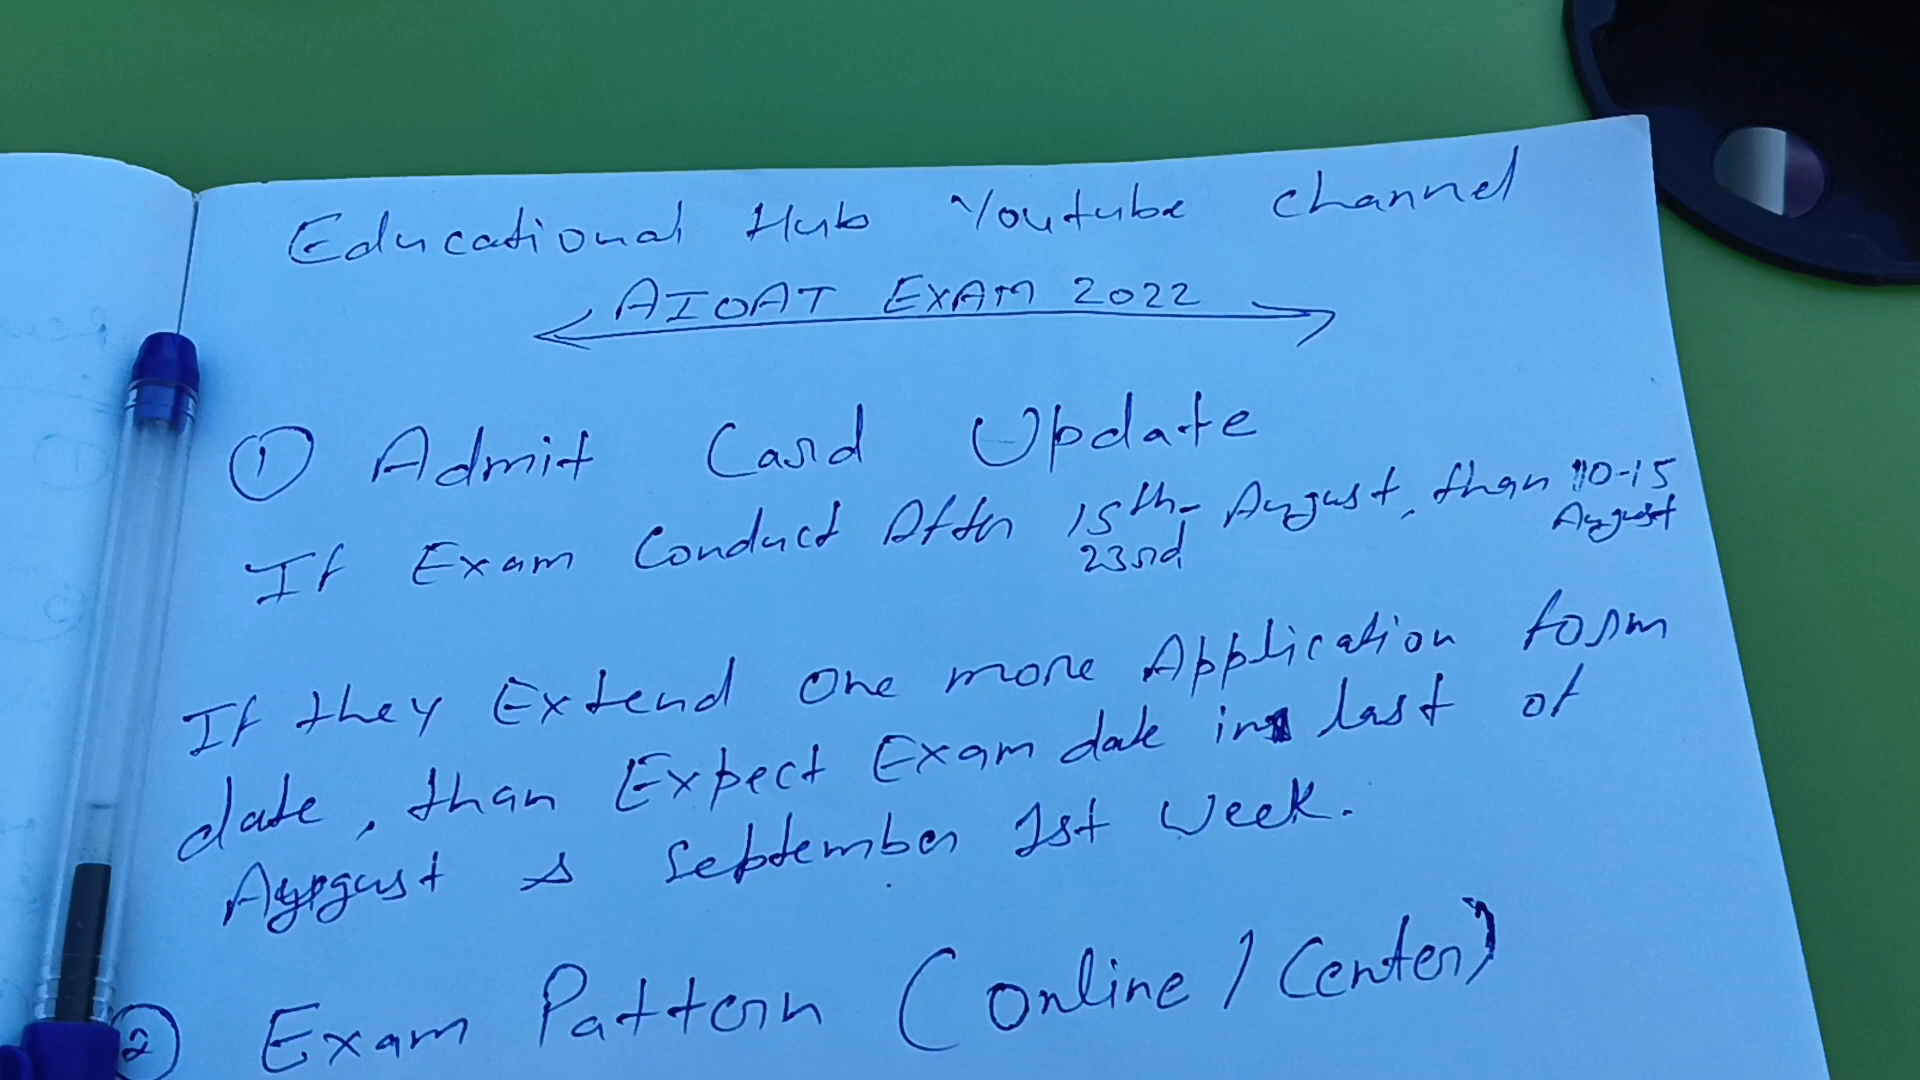 Educational Hub Youtube channel
AIOAT EXAM 2022
① Admit Card Update
If Exam Conduct After 15th- August, than 10-15
23rd August
If they Extend one more Application form
date, than Expect Exam date in last of
August & September 1st week.
② Exam Pattern (online / Center)